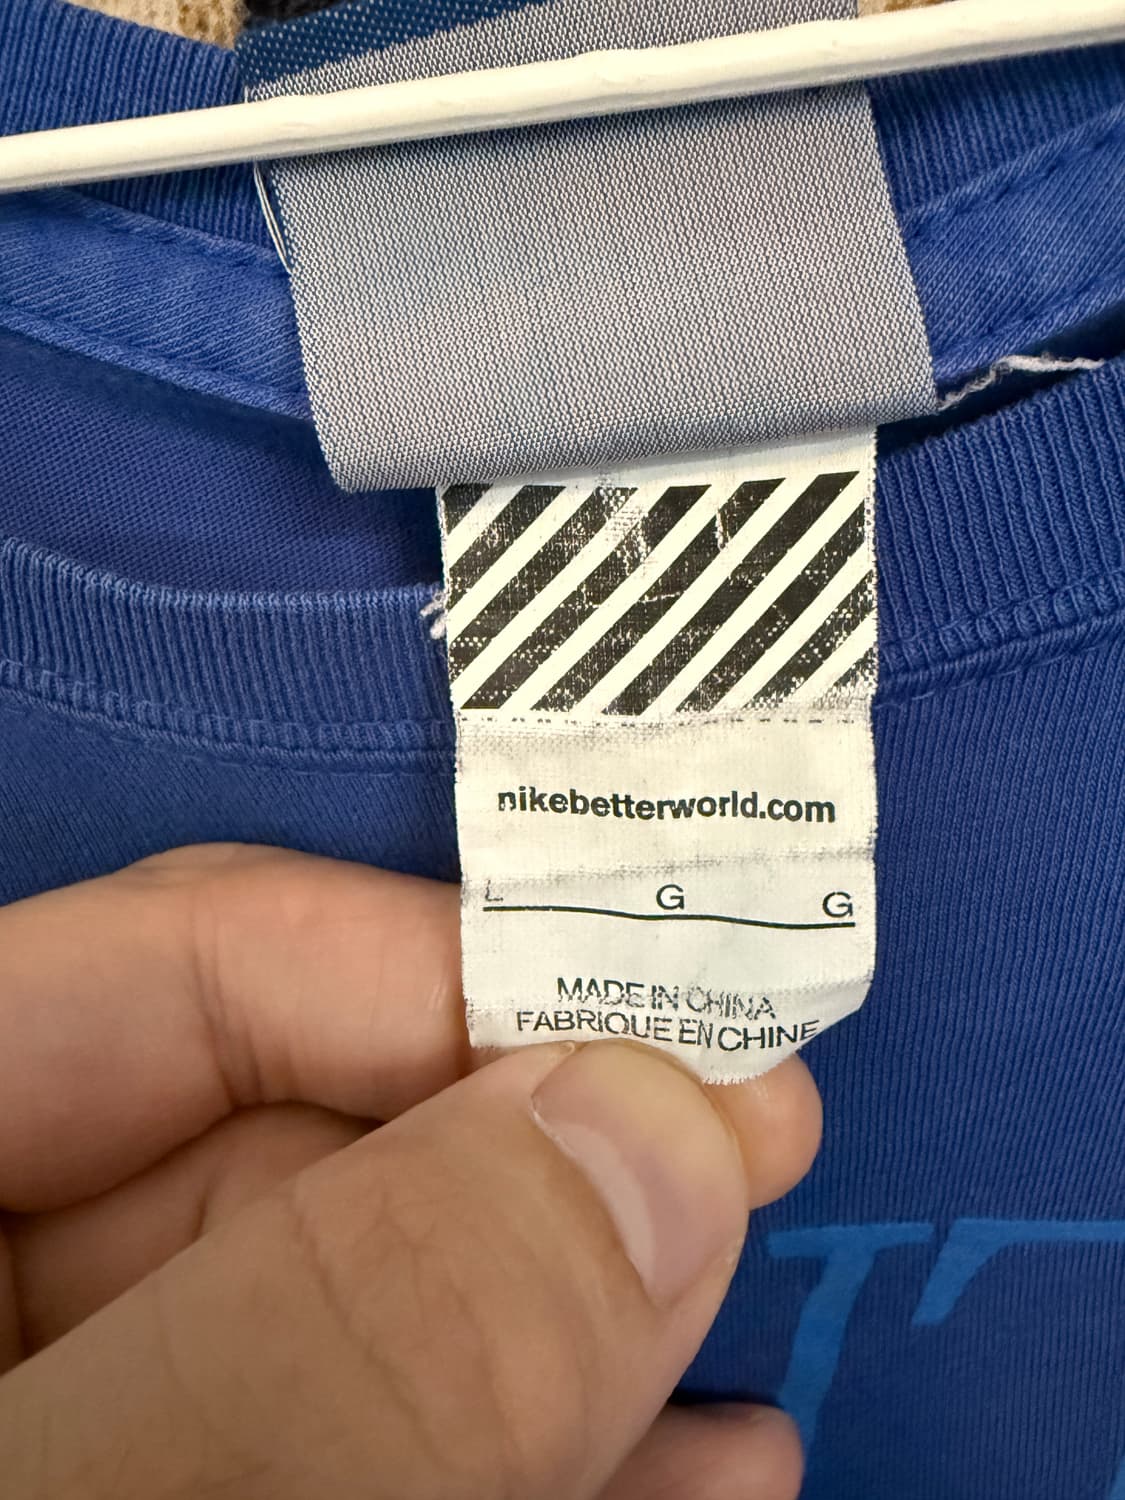 nikebetterworld.com
L G G
MADE IN CHINA
FABRIQUE EN CHINE